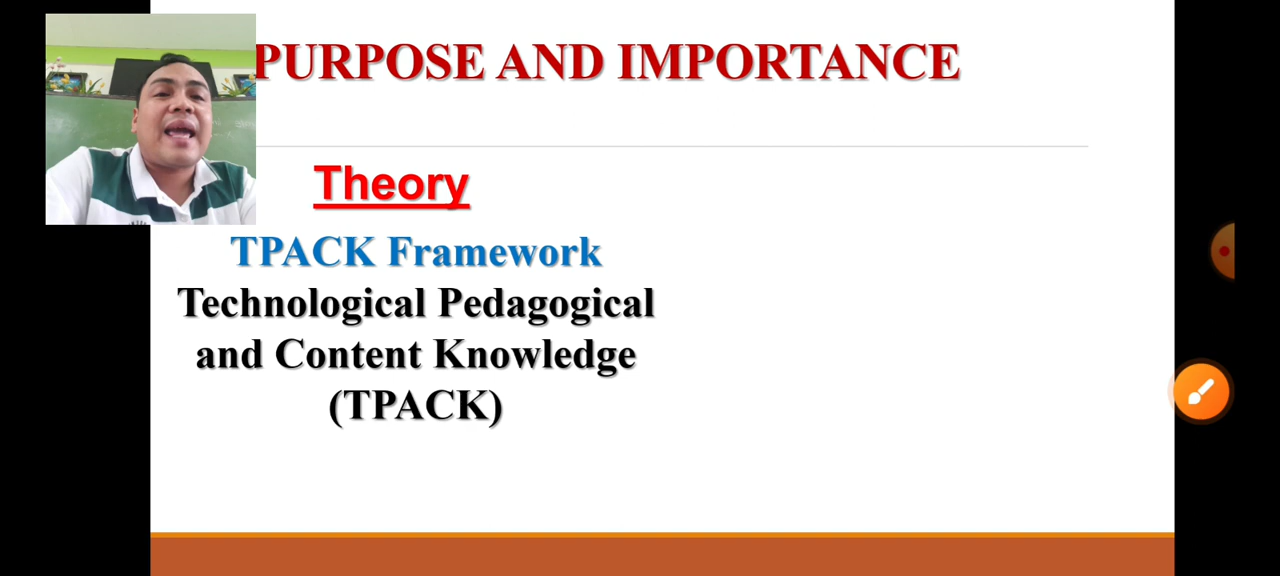 PURPOSE AND IMPORTANCE
Theory
TPACK Framework
Technological Pedagogical
and Content Knowledge
(TPACK)